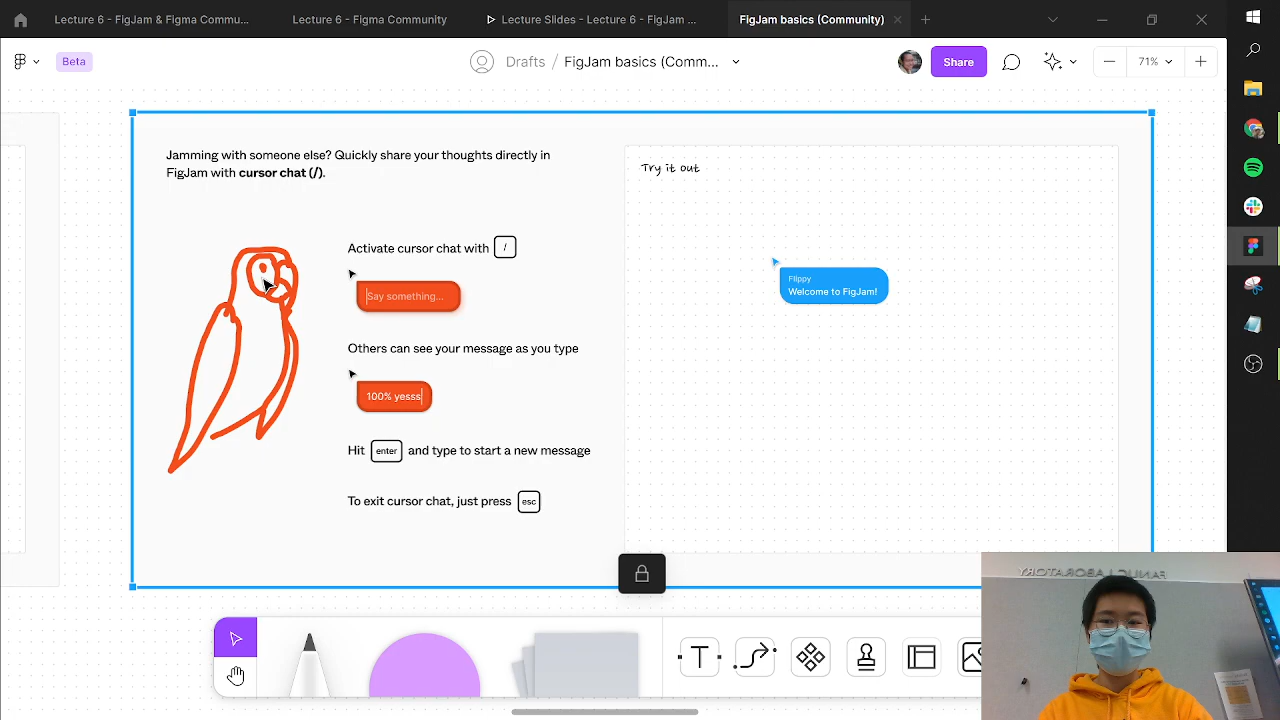 Lecture 6 - FigJam & Figma Commu...
Lecture 6 - Figma Community
Lecture Slides - Lecture 6 - FigJam ...
FigJam basics (Community)
Beta
Drafts / FigJam basics (Comm...
Share
71%
Jamming with someone else? Quickly share your thoughts directly in
FigJam with cursor chat (/).
Activate cursor chat with /
Say something...
Others can see your message as you type
100% yesss
Hit enter and type to start a new message
To exit cursor chat, just press esc
Try it out
Flippy
Welcome to FigJam!
T